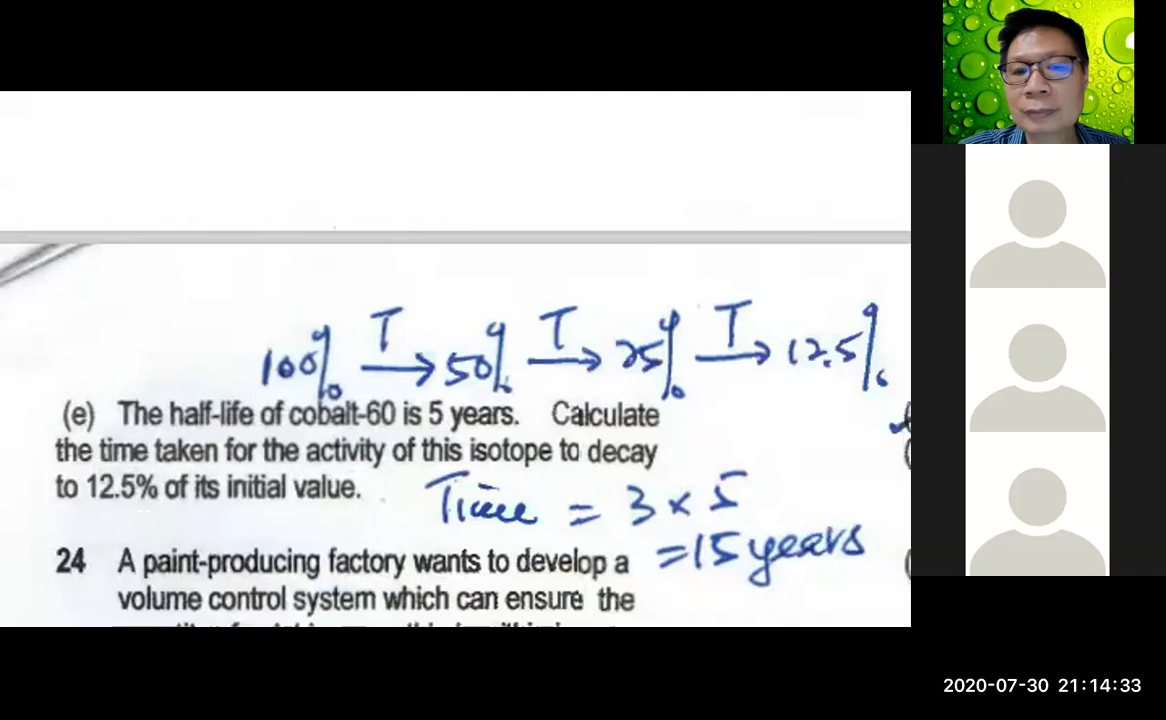 100% T → 50% T → 25% T → 12.5%
(e) The half-life of cobalt-60 is 5 years. Calculate
the time taken for the activity of this isotope to decay
to 12.5% of its initial value.
Time = 3 × 5
= 15 years
24 A paint-producing factory wants to develop a
volume control system which can ensure the
2020-07-30 21:14:33